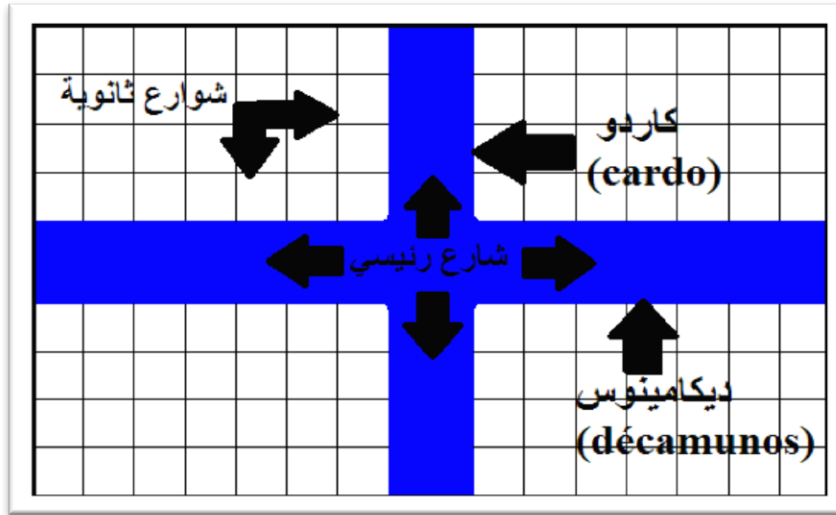 شوارع ثانوية
كاردو
(cardo)
شارع رئيسي
ديكامينوس
(décamunos)